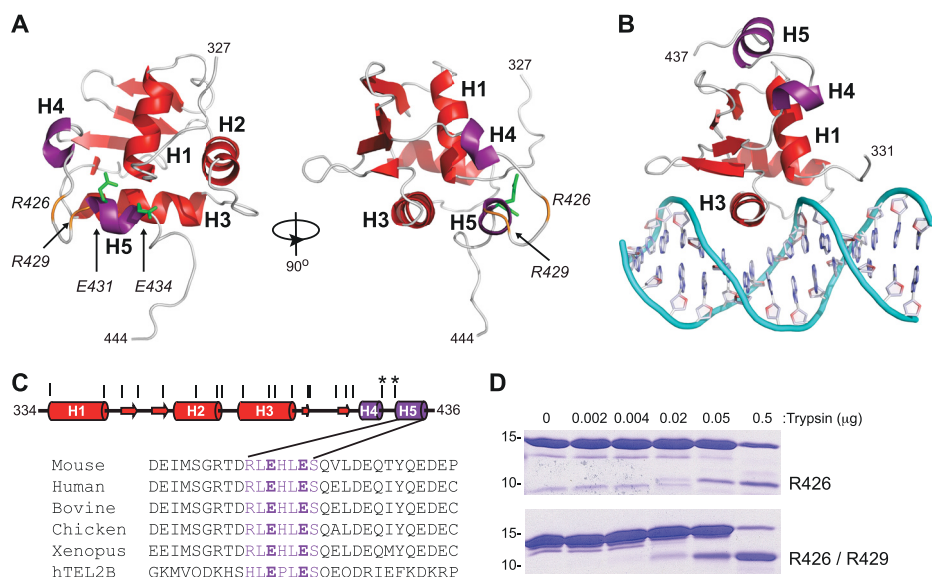 A
327
H4
H2
H1
R426
H3
H5
R429
E431
E434
444
90o
327
H1
H4
R426
H3
H5
R429
444
B
H5
437
H4
H1
331
H3
C
* *
334 H1 H2 H3 H4 H5 436
Mouse DEIMSGRTDRLEHLESQVLDEQTYQEDEP
Human DEIMSGRTDRLEHLESQELDEQIYQEDEC
Bovine DEIMSGRTDRLEHLESQELDEQIYQEDEC
Chicken DEIMSGRTDRLEHLESQALDEQIYQEDEC
Xenopus EEIMSGRTDRLEHLESQELDEQMYQEDEC
hTEL2B GKMVODKHSHLEPLESQEQDRIEFKDKRP
D
0 0.002 0.004 0.02 0.05 0.5 :Trypsin (μg)
15-
10-
R426
15-
10-
R426 / R429